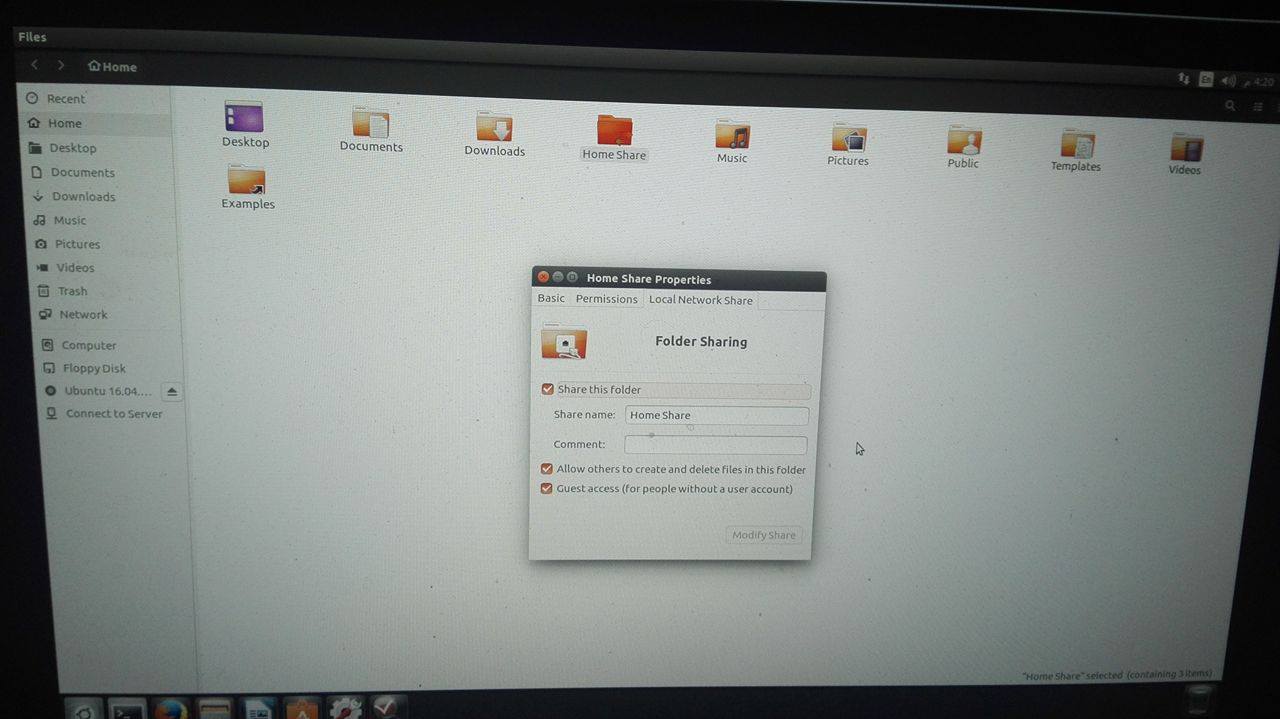 Files
Home
En
4:20
Recent
Home
Desktop
Documents
Downloads
Music
Pictures
Videos
Trash
Network
Computer
Floppy Disk
Ubuntu 16.04....
Connect to Server
Desktop
Documents
Downloads
Home Share
Music
Pictures
Public
Templates
Videos
Examples
Home Share Properties
Basic Permissions Local Network Share
Folder Sharing
Share this folder
Share name: Home Share
Comment:
Allow others to create and delete files in this folder
Guest access (for people without a user account)
Modify Share
"Home Share" selected (containing 3 items)